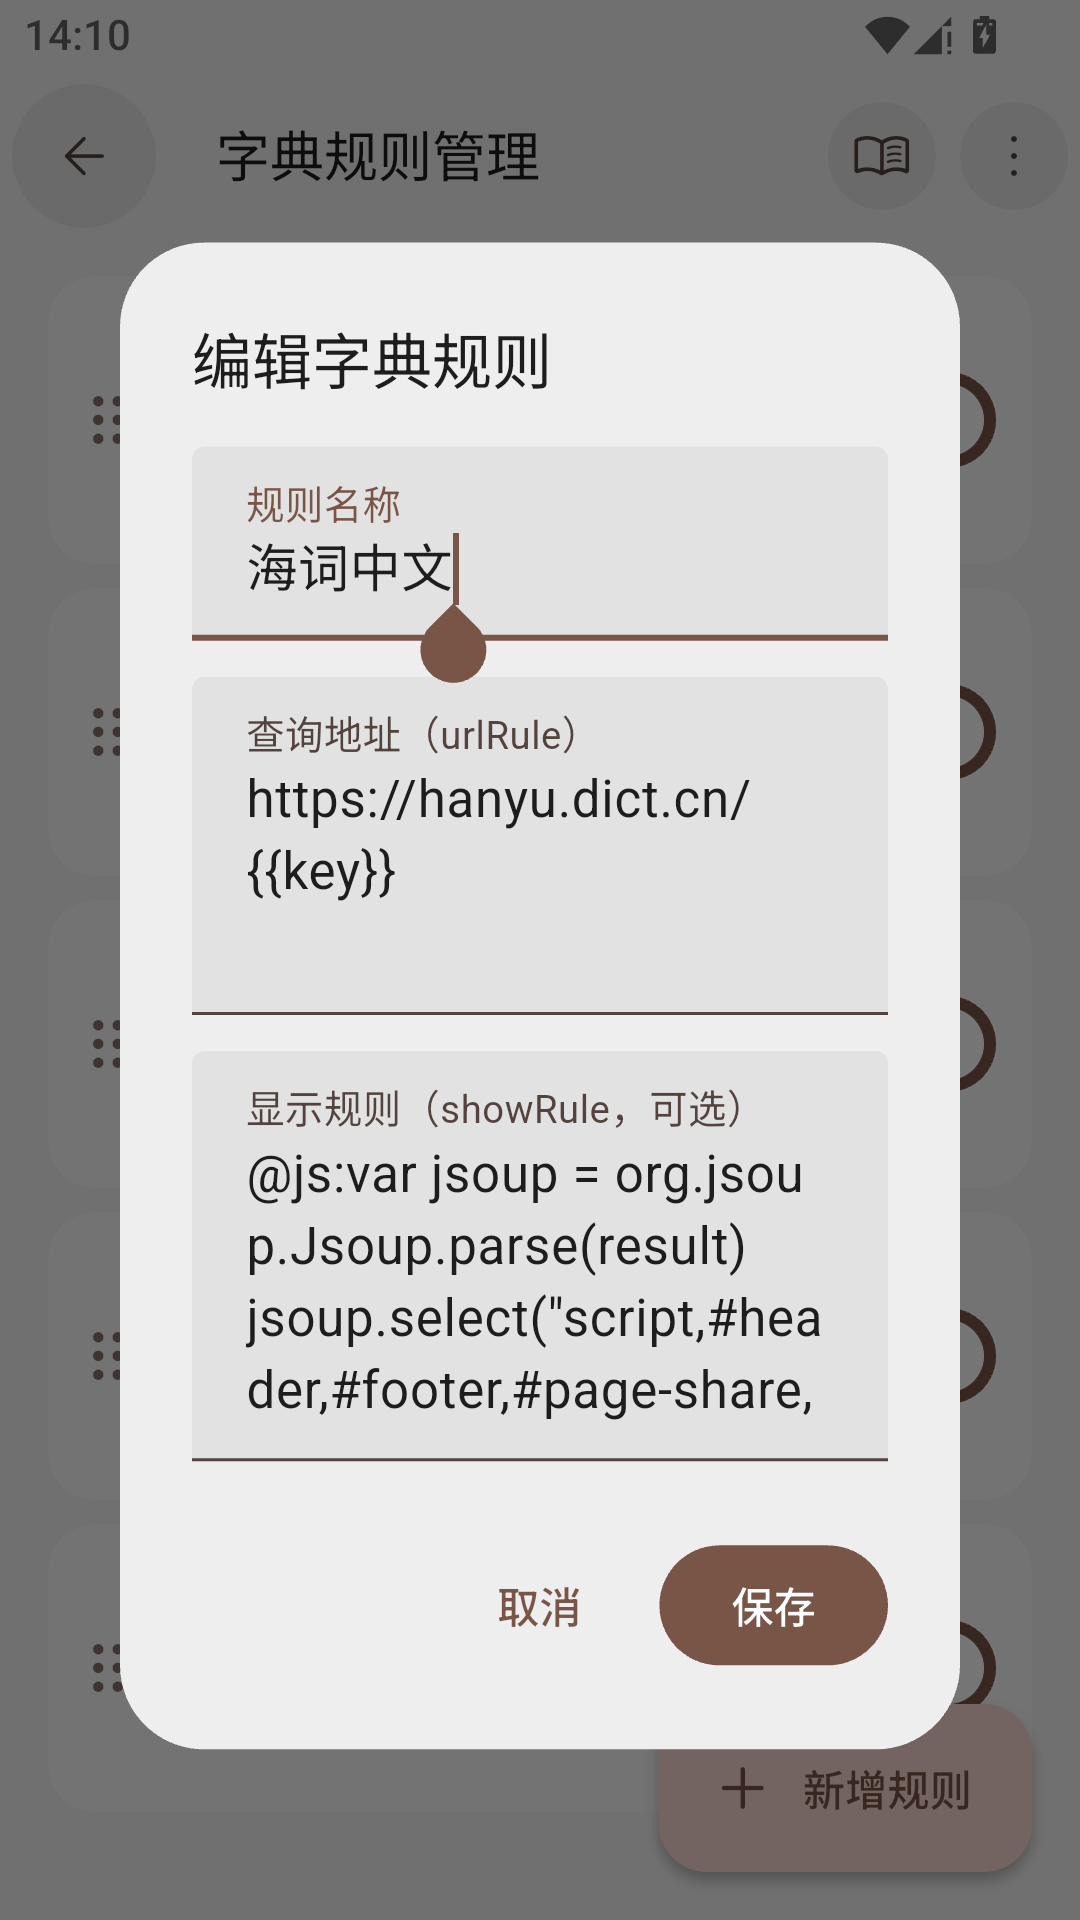 14:10
字典规则管理
编辑字典规则
规则名称
海词中文
查询地址（urlRule）
https://hanyu.dict.cn/
{{key}}
显示规则（showRule，可选）
@js:var jsoup = org.jsou
p.Jsoup.parse(result)
jsoup.select("script,#hea
der,#footer,#page-share,
取消
保存
新增规则